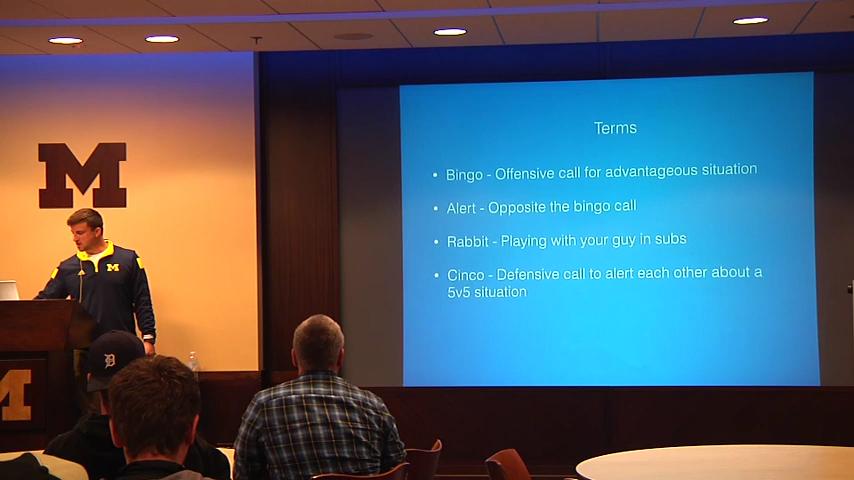 M
Terms
• Bingo - Offensive call for advantageous situation
• Alert - Opposite the bingo call
• Rabbit - Playing with your guy in subs
• Cinco - Defensive call to alert each other about a
5v5 situation
M
D
M